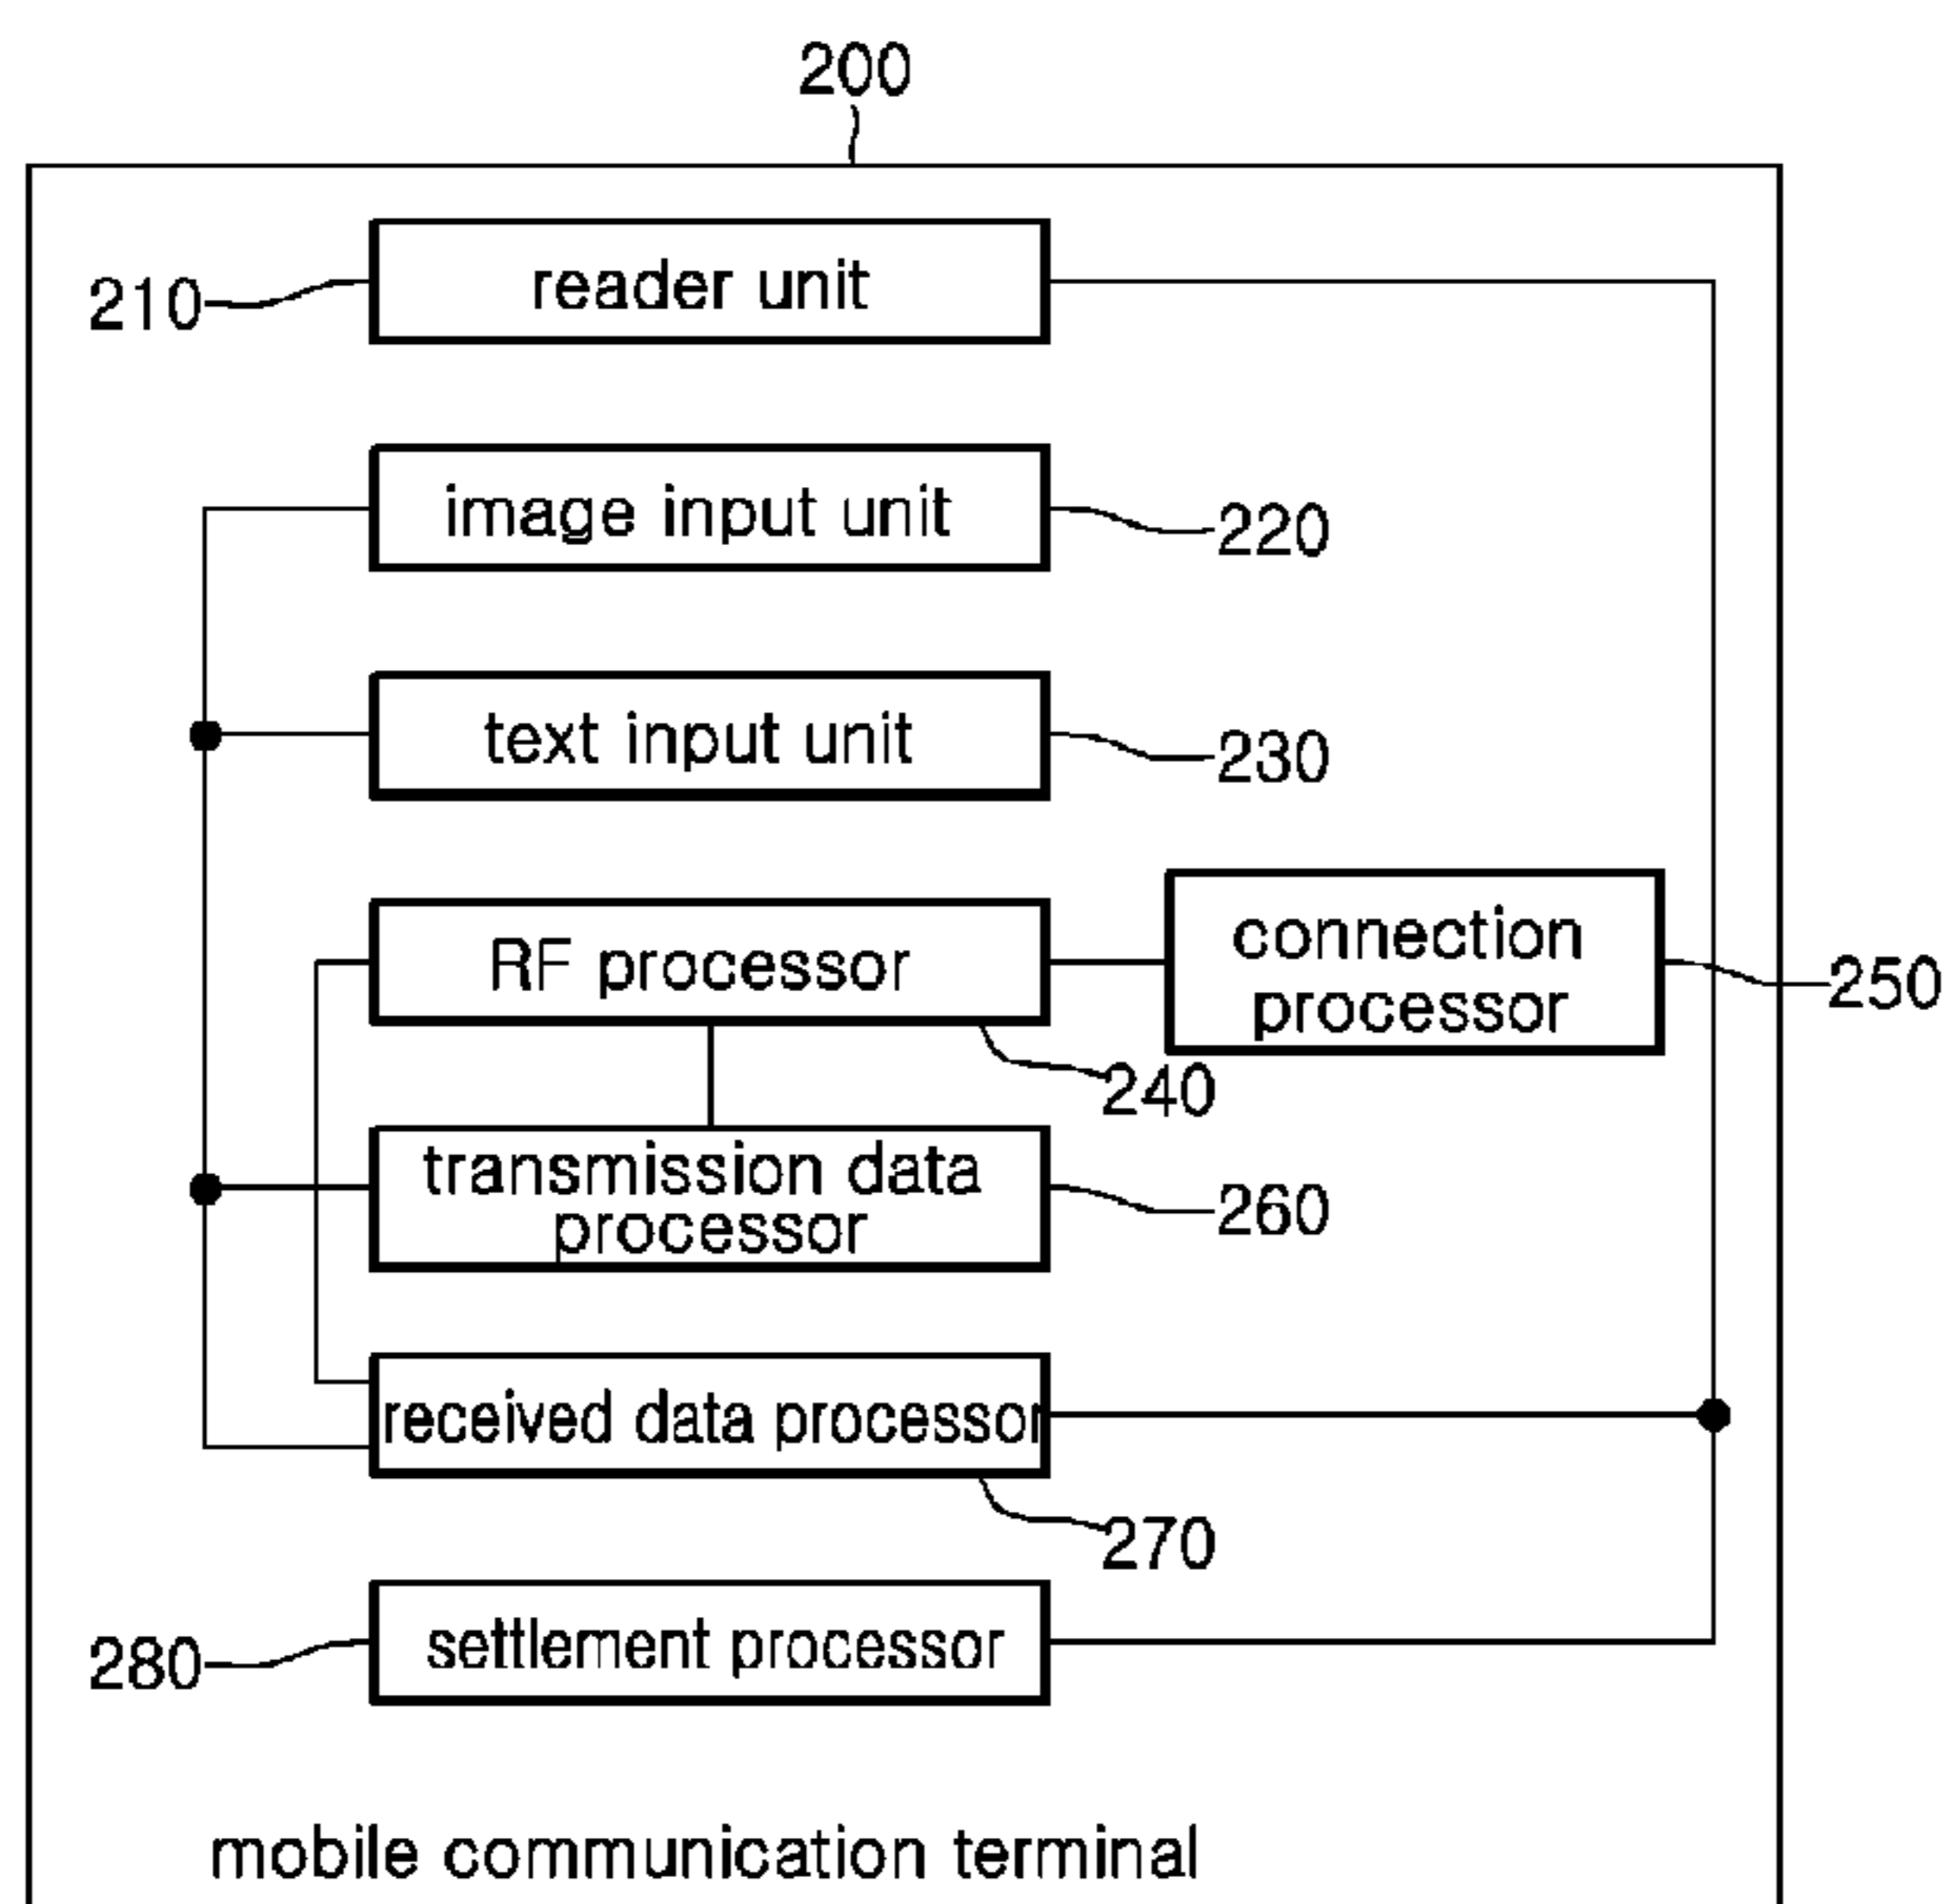 200
reader unit
210
image input unit
220
text input unit
230
RF processor
connection
processor
250
240
transmission data
processor
260
received data processor
270
settlement processor
280
mobile communication terminal